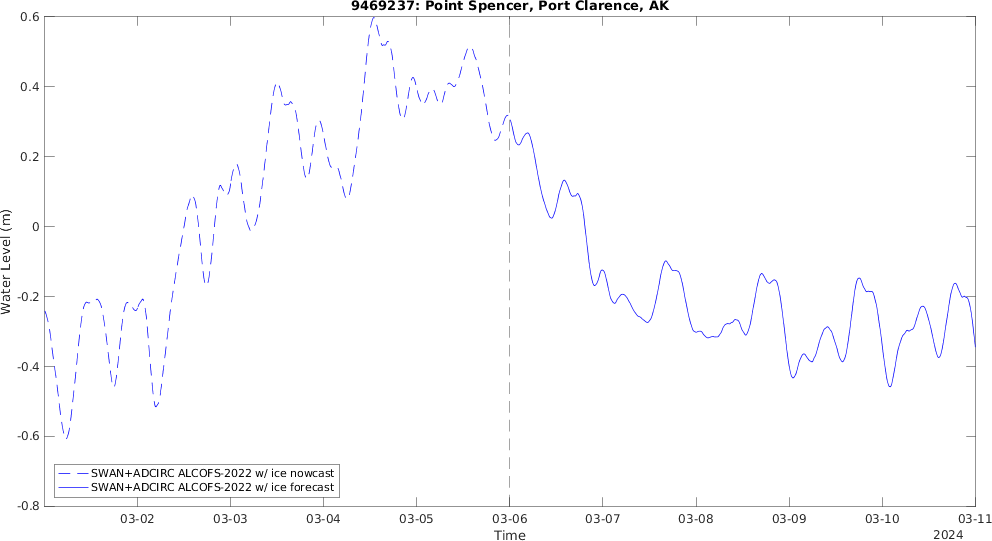 9469237: Point Spencer, Port Clarence, AK
0.6
0.4
0.2
0
-0.2
-0.4
-0.6
-0.8
Water Level (m)
SWAN+ADCIRC ALCOFS-2022 w/ ice nowcast
SWAN+ADCIRC ALCOFS-2022 w/ ice forecast
03-02 03-03 03-04 03-05 03-06 03-07 03-08 03-09 03-10 03-11
Time
2024